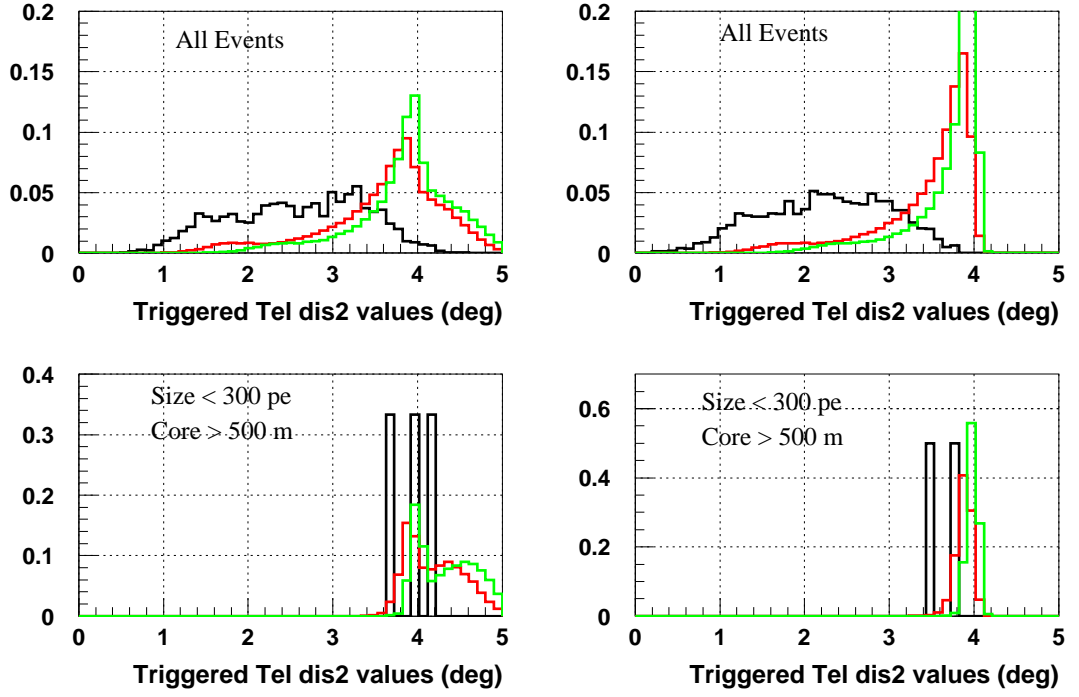 0.2
0.15
0.1
0.05
0
All Events
0 1 2 3 4 5
Triggered Tel dis2 values (deg)
0.2
0.15
0.1
0.05
0
All Events
0 1 2 3 4 5
Triggered Tel dis2 values (deg)
0.4
0.3
0.2
0.1
0
Size < 300 pe
Core > 500 m
0 1 2 3 4 5
Triggered Tel dis2 values (deg)
0.6
0.4
0.2
0
Size < 300 pe
Core > 500 m
0 1 2 3 4 5
Triggered Tel dis2 values (deg)